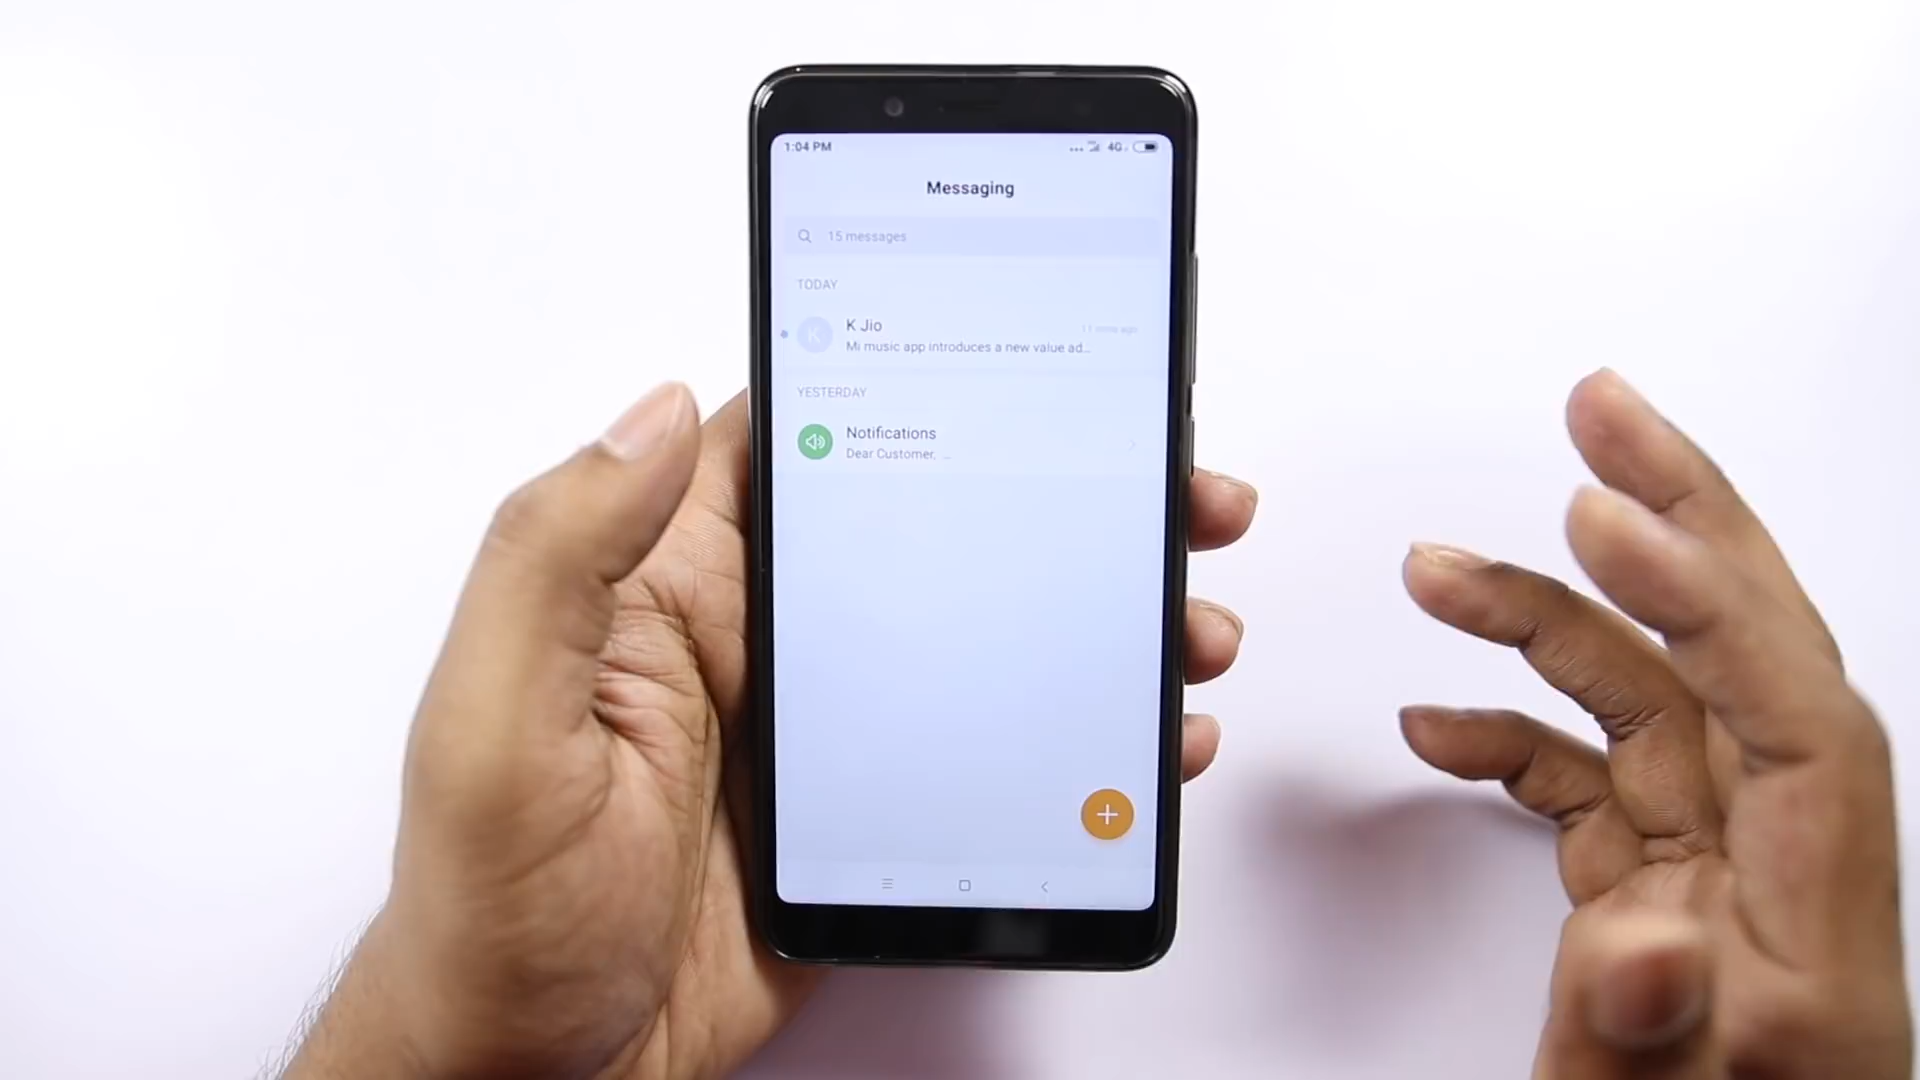 1:04 PM
4G
Messaging
15 messages
TODAY
K
K Jio
Mi music app introduces a new value ad...
YESTERDAY
Notifications
Dear Customer, ...